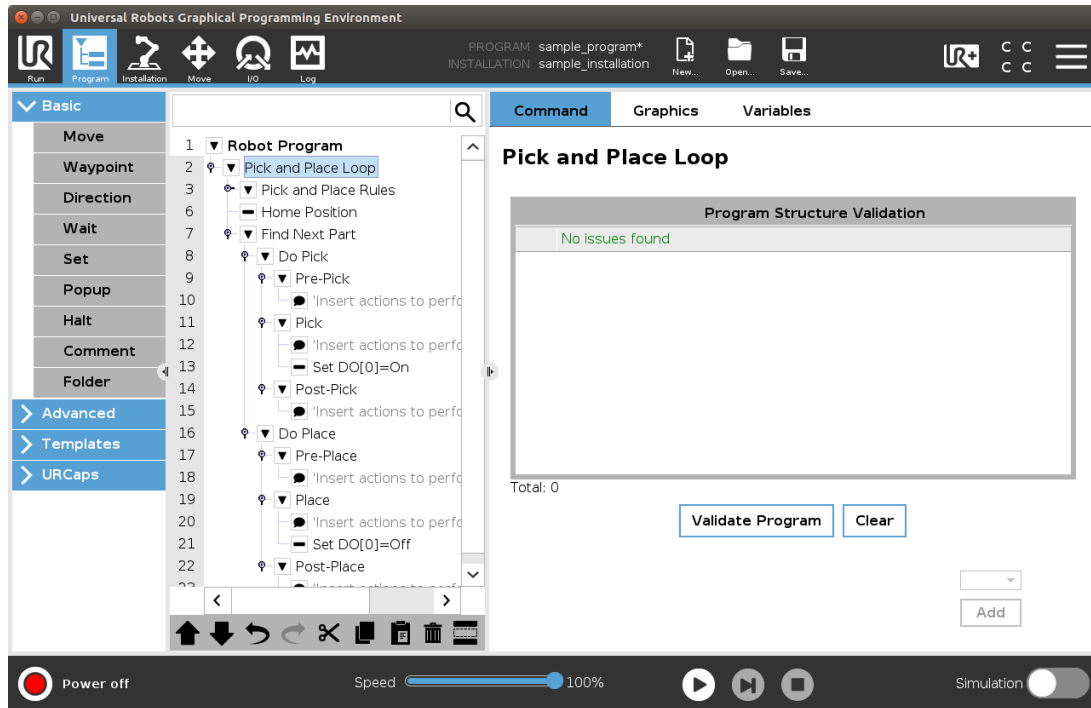 Universal Robots Graphical Programming Environment
PROGRAM sample_program*
INSTALLATION sample_installation
Run Program Installation Move I/O Log New... Open... Save...
UR+
C C
C C
Basic
Move
Waypoint
Direction
Wait
Set
Popup
Halt
Comment
Folder
Advanced
Templates
URCaps
1 Robot Program
2 Pick and Place Loop
3 Pick and Place Rules
6 Home Position
7 Find Next Part
8 Do Pick
9 Pre-Pick
10 'Insert actions to perfo
11 Pick
12 'Insert actions to perfo
13 Set DO[0]=On
14 Post-Pick
15 'Insert actions to perfo
16 Do Place
17 Pre-Place
18 'Insert actions to perfo
19 Place
20 'Insert actions to perfo
21 Set DO[0]=Off
22 Post-Place
Command Graphics Variables
Pick and Place Loop
Program Structure Validation
No issues found
Total: 0
Validate Program Clear
Add
Power off
Speed 100%
Simulation